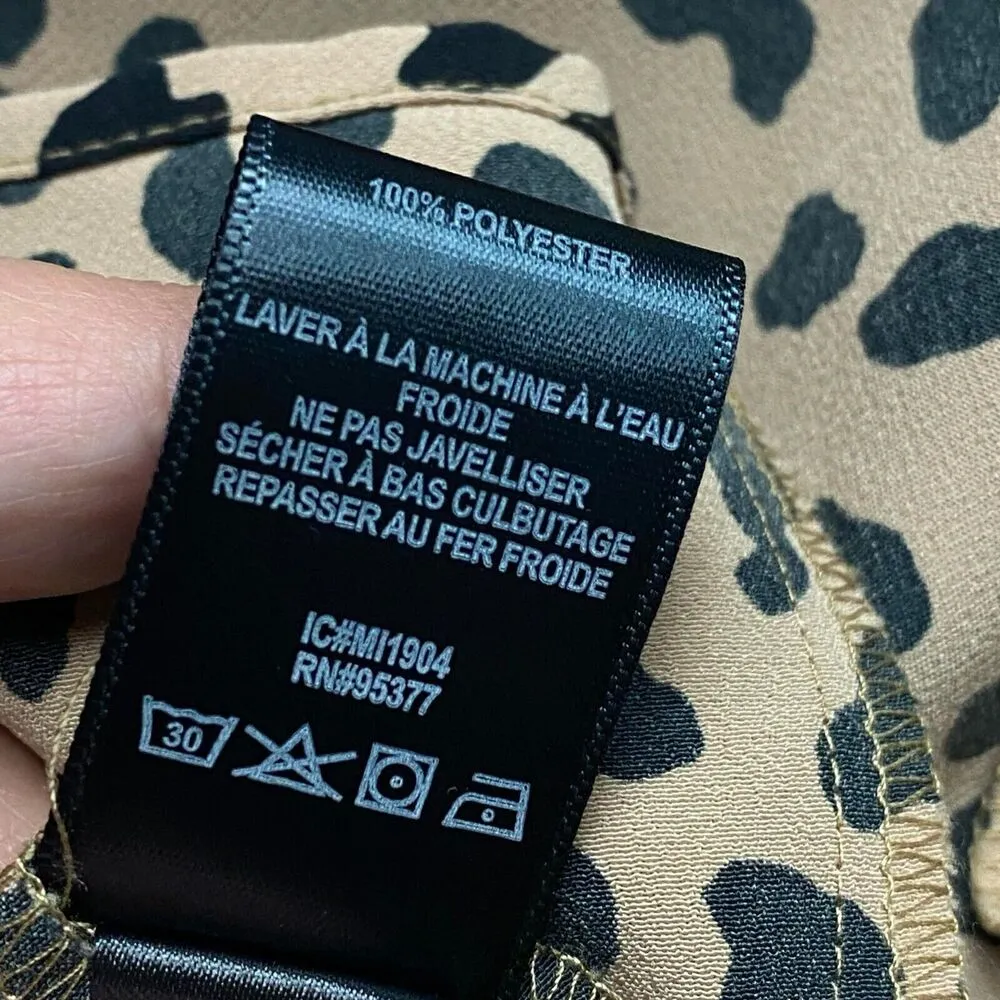 100% POLYESTER
LAVER À LA MACHINE À L'EAU
FROIDE
NE PAS JAVELLISER
SÉCHER À BAS CULBUTAGE
REPASSER AU FER FROIDE
IC#MI1904
RN#95377
30